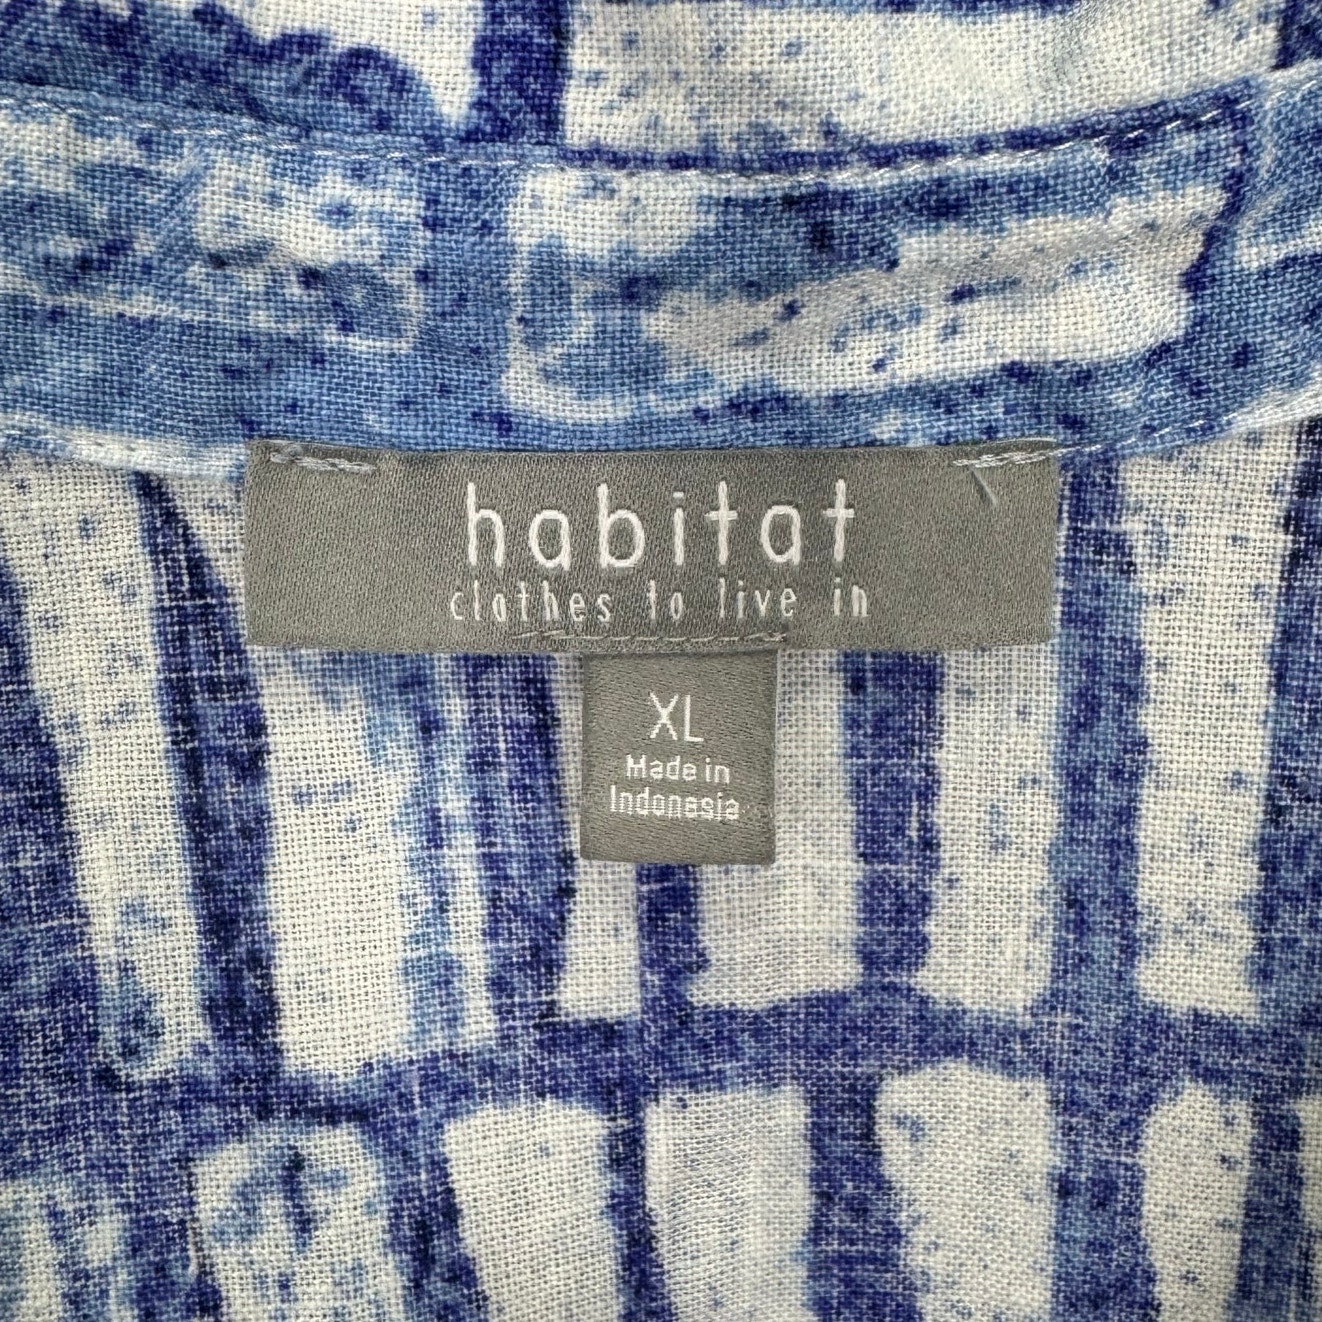 habitat
clothes to live in
XL
Made in
Indonesia